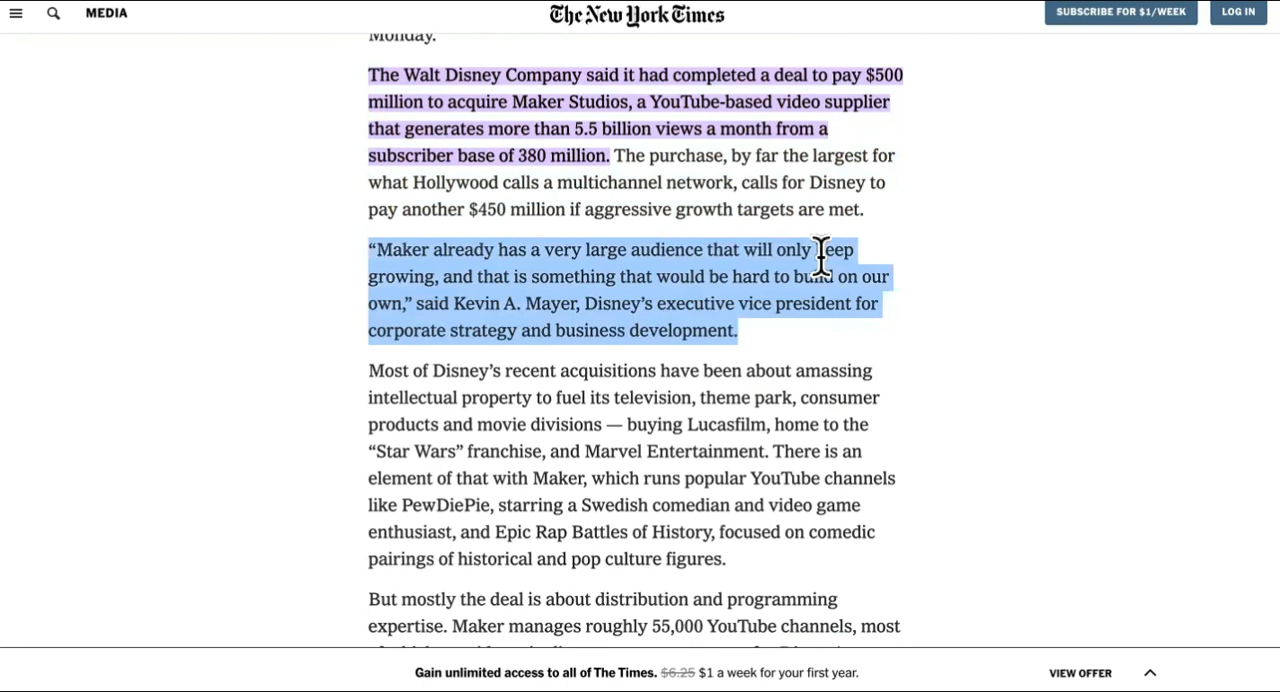 MEDIA
The New York Times
SUBSCRIBE FOR $1/WEEK
LOG IN
Monday.
The Walt Disney Company said it had completed a deal to pay $500
million to acquire Maker Studios, a YouTube-based video supplier
that generates more than 5.5 billion views a month from a
subscriber base of 380 million. The purchase, by far the largest for
what Hollywood calls a multichannel network, calls for Disney to
pay another $450 million if aggressive growth targets are met.
“Maker already has a very large audience that will only keep
growing, and that is something that would be hard to build on our
own,” said Kevin A. Mayer, Disney’s executive vice president for
corporate strategy and business development.
Most of Disney’s recent acquisitions have been about amassing
intellectual property to fuel its television, theme park, consumer
products and movie divisions — buying Lucasfilm, home to the
“Star Wars” franchise, and Marvel Entertainment. There is an
element of that with Maker, which runs popular YouTube channels
like PewDiePie, starring a Swedish comedian and video game
enthusiast, and Epic Rap Battles of History, focused on comedic
pairings of historical and pop culture figures.
But mostly the deal is about distribution and programming
expertise. Maker manages roughly 55,000 YouTube channels, most
Gain unlimited access to all of The Times. $6.25 $1 a week for your first year.
VIEW OFFER